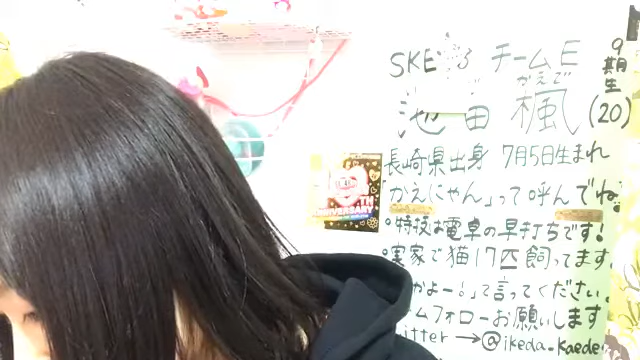 SKE48 チームE
9期生
かえで
池田 楓 (20)
長崎県出身 7月5日生まれ
「かえにゃん」って呼んでね
・特技は電卓の早打ちです!
・実家で猫17匹飼ってます
かよー!」て言ってください。
ムフォローお願いします
itter→@ikeda_kaede
ANNIVERSARY